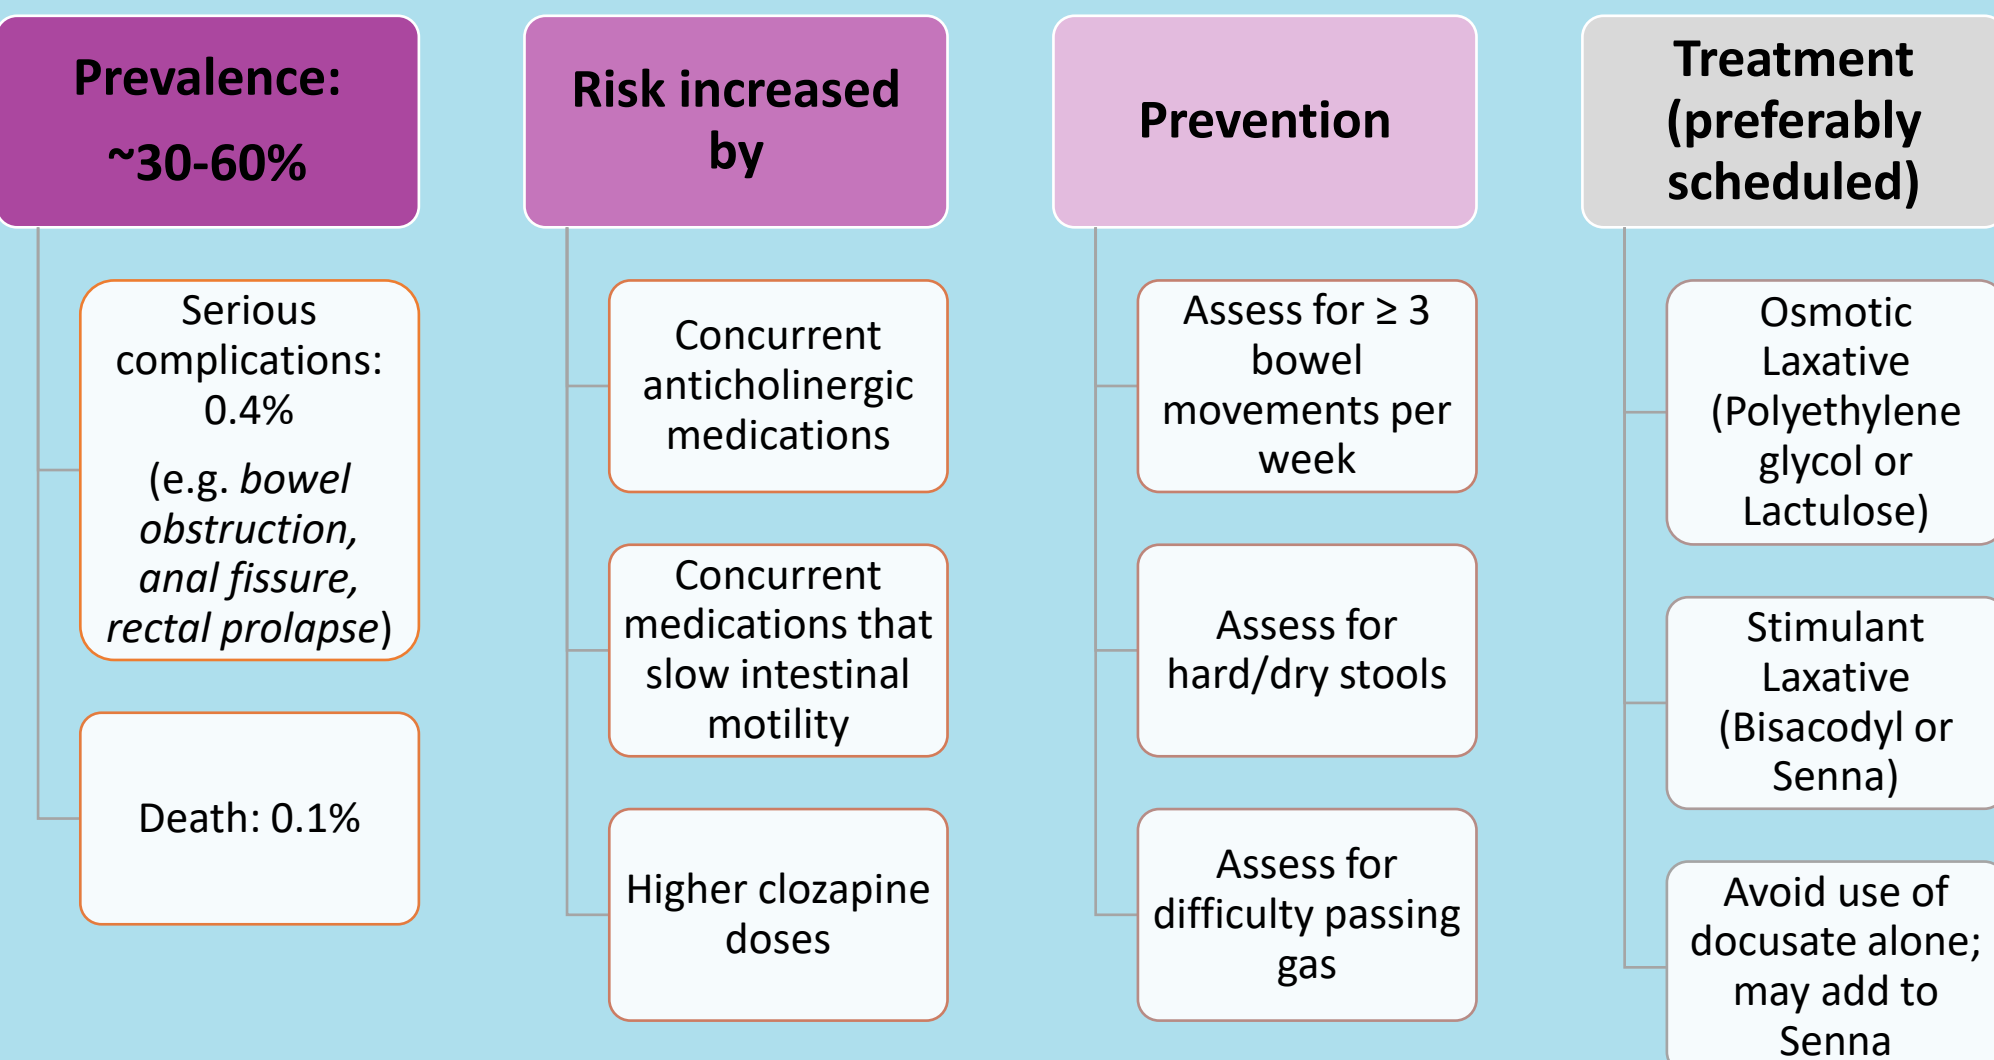 Prevalence:
~30-60%
Serious
complications:
0.4%
(e.g. bowel
obstruction,
anal fissure,
rectal prolapse)
Death: 0.1%
Risk increased
by
Concurrent
anticholinergic
medications
Concurrent
medications that
slow intestinal
motility
Higher clozapine
doses
Prevention
Assess for ≥ 3
bowel
movements per
week
Assess for
hard/dry stools
Assess for
difficulty passing
gas
Treatment
(preferably
scheduled)
Osmotic
Laxative
(Polyethylene
glycol or
Lactulose)
Stimulant
Laxative
(Bisacodyl or
Senna)
Avoid use of
docusate alone;
may add to
Senna